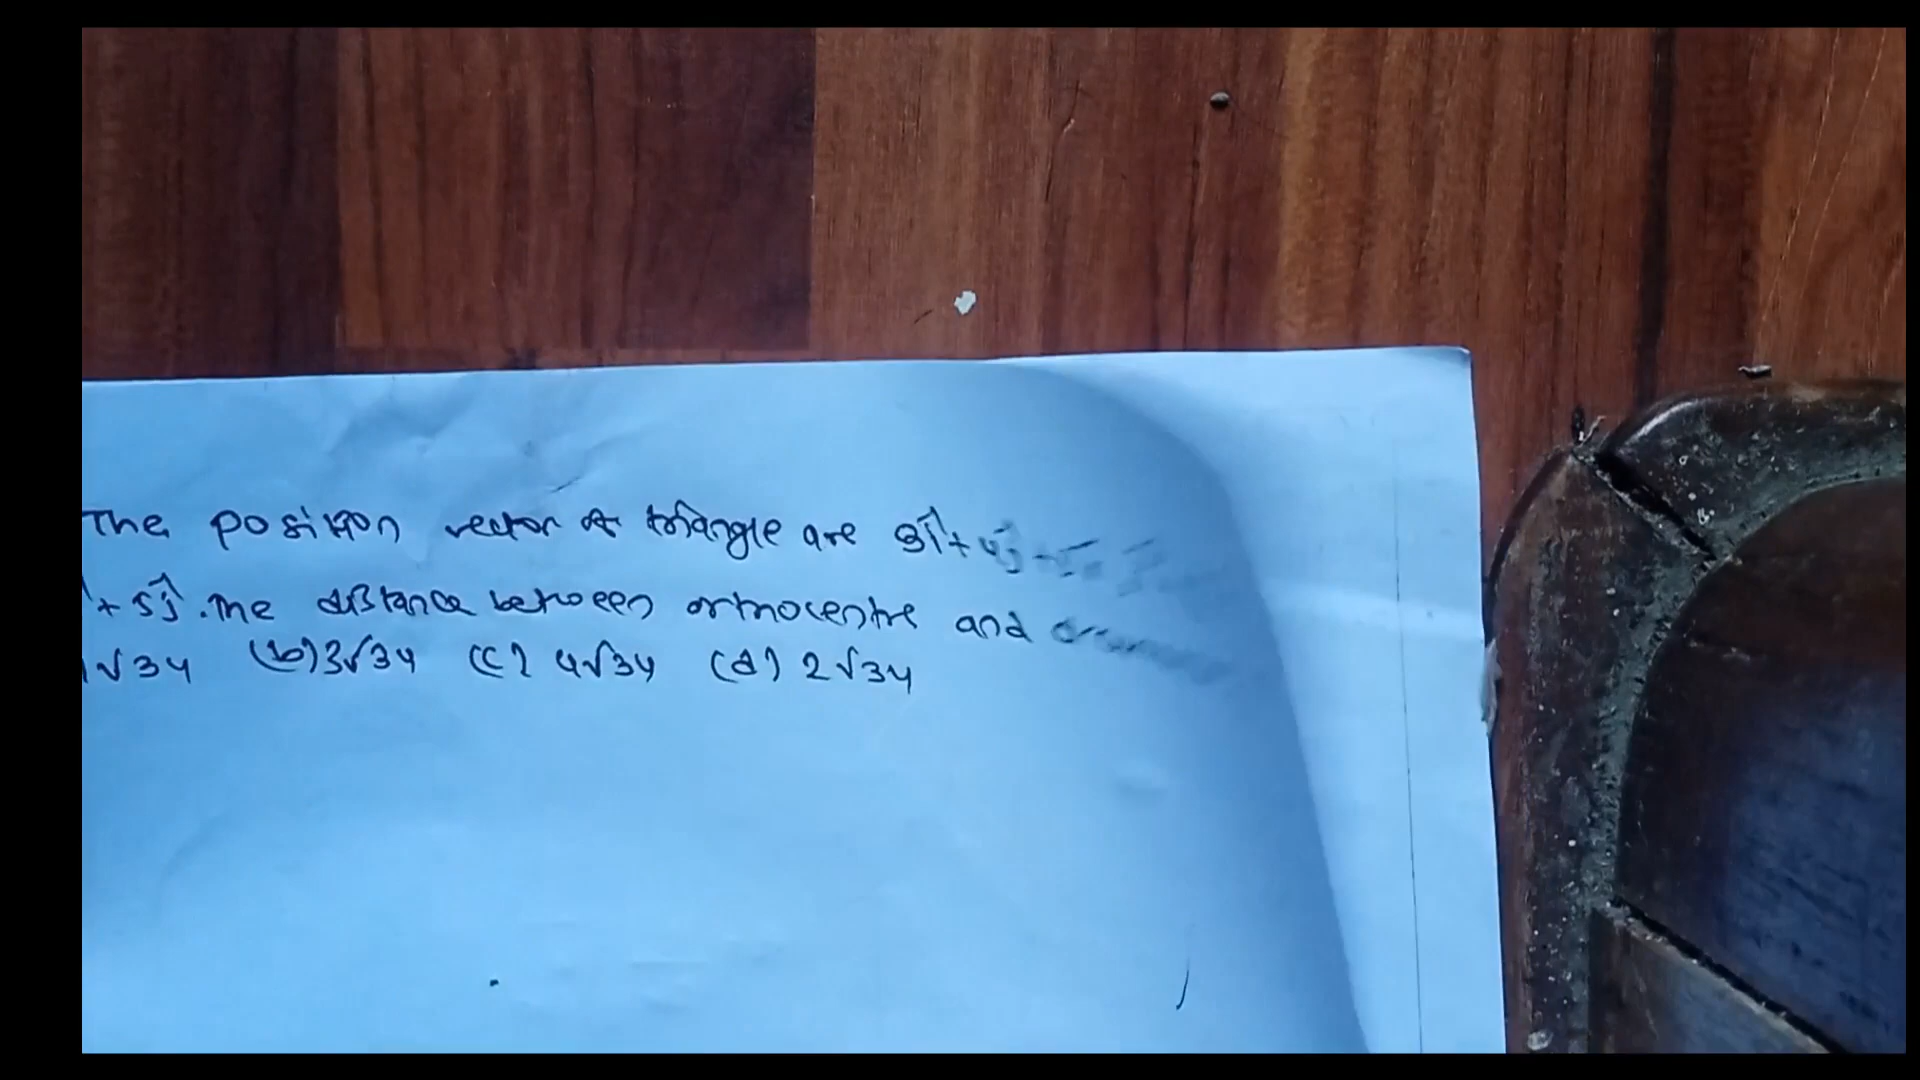 The position vector of triangle are 3î + 4ĵ
+ 5ĵ. The distance between orthocentre and
√34 (b) 3√34 (c) 4√34 (d) 2√34